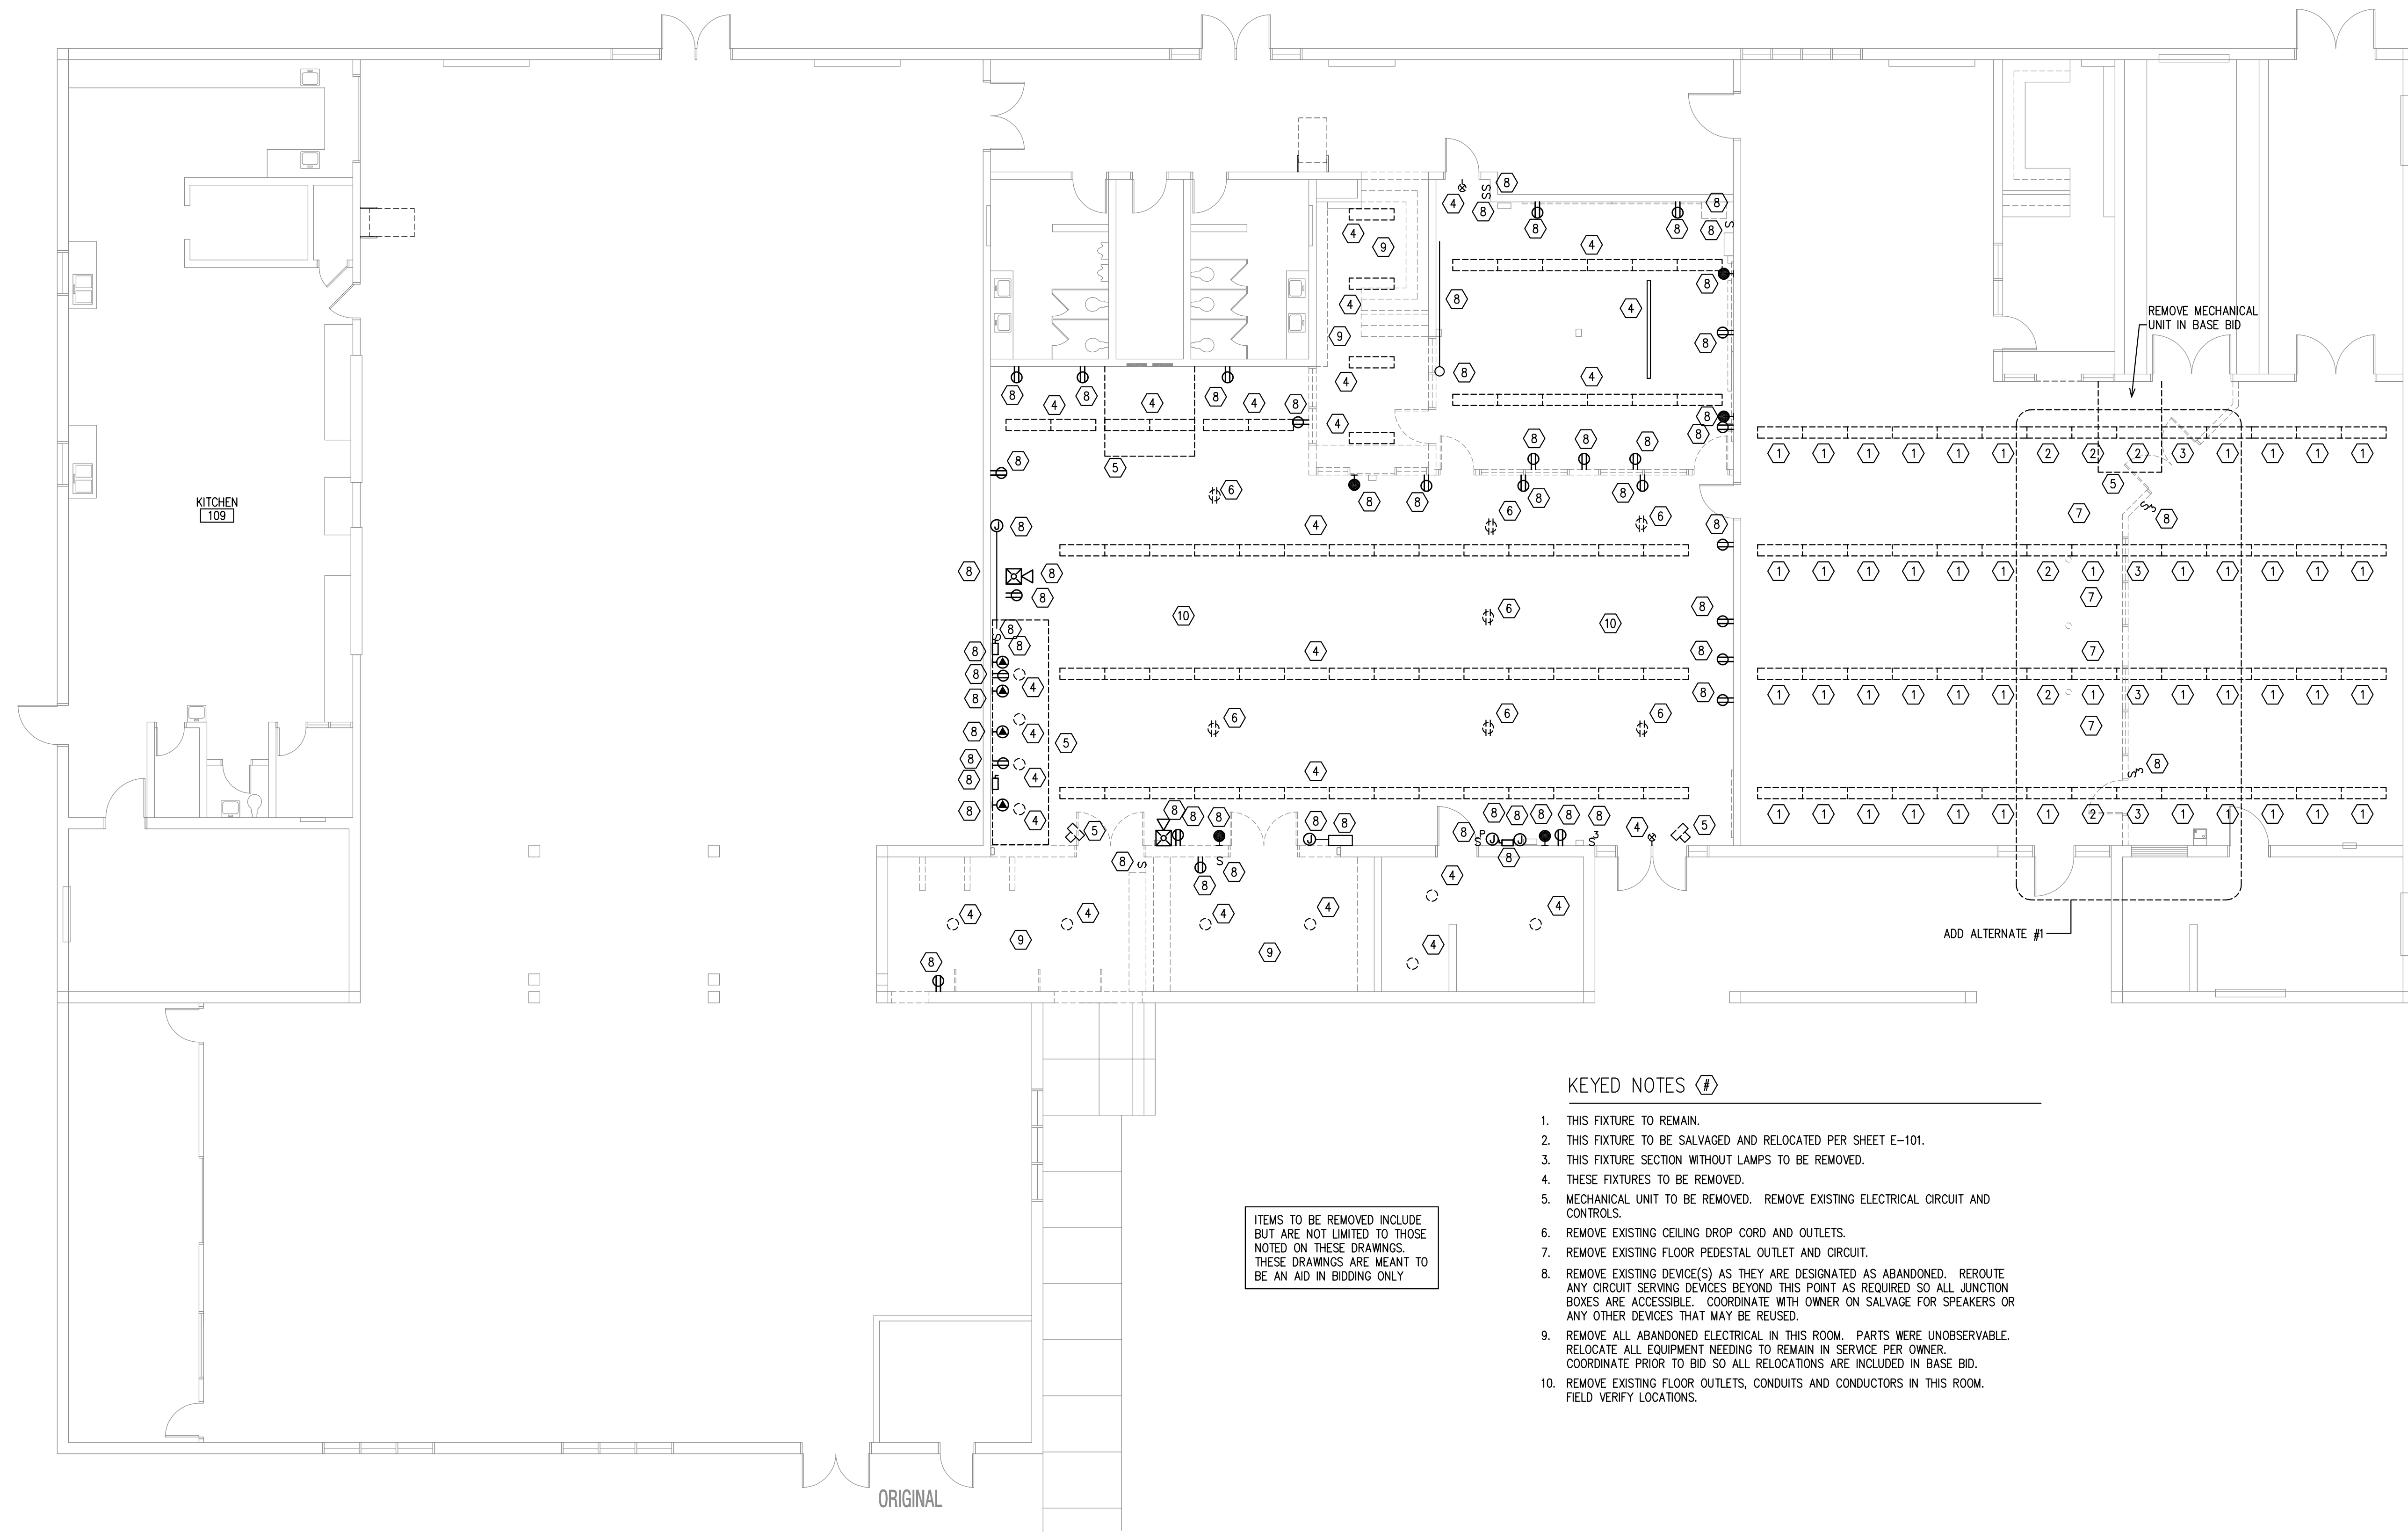 REMOVE MECHANICAL
UNIT IN BASE BID
KITCHEN
109
ADD ALTERNATE #1
KEYED NOTES #
1. THIS FIXTURE TO REMAIN.
2. THIS FIXTURE TO BE SALVAGED AND RELOCATED PER SHEET E-101.
3. THIS FIXTURE SECTION WITHOUT LAMPS TO BE REMOVED.
4. THESE FIXTURES TO BE REMOVED.
5. MECHANICAL UNIT TO BE REMOVED. REMOVE EXISTING ELECTRICAL CIRCUIT AND
CONTROLS.
6. REMOVE EXISTING CEILING DROP CORD AND OUTLETS.
7. REMOVE EXISTING FLOOR PEDESTAL OUTLET AND CIRCUIT.
8. REMOVE EXISTING DEVICE(S) AS THEY ARE DESIGNATED AS ABANDONED. REROUTE
ANY CIRCUIT SERVING DEVICES BEYOND THIS POINT AS REQUIRED SO ALL JUNCTION
BOXES ARE ACCESSIBLE. COORDINATE WITH OWNER ON SALVAGE FOR SPEAKERS OR
ANY OTHER DEVICES THAT MAY BE REUSED.
9. REMOVE ALL ABANDONED ELECTRICAL IN THIS ROOM. PARTS WERE UNOBSERVABLE.
RELOCATE ALL EQUIPMENT NEEDING TO REMAIN IN SERVICE PER OWNER.
COORDINATE PRIOR TO BID SO ALL RELOCATIONS ARE INCLUDED IN BASE BID.
10. REMOVE EXISTING FLOOR OUTLETS, CONDUITS AND CONDUCTORS IN THIS ROOM.
FIELD VERIFY LOCATIONS.
ITEMS TO BE REMOVED INCLUDE
BUT ARE NOT LIMITED TO THOSE
NOTED ON THESE DRAWINGS.
THESE DRAWINGS ARE MEANT TO
BE AN AID IN BIDDING ONLY
ORIGINAL